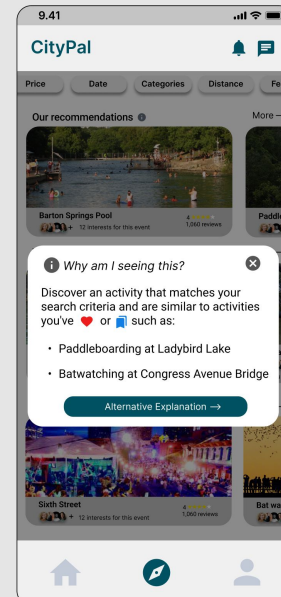 9.41
CityPal
Price Date Categories Distance Fe
Our recommendations More
Barton Springs Pool
+ 12 interests for this event
4
1,060 reviews
Paddle
Why am I seeing this?
Discover an activity that matches your
search criteria and are similar to activities
you've or such as:
• Paddleboarding at Ladybird Lake
• Batwatching at Congress Avenue Bridge
Alternative Explanation →
Sixth Street
+ 12 interests for this event
4
1,060 reviews
Bat wa